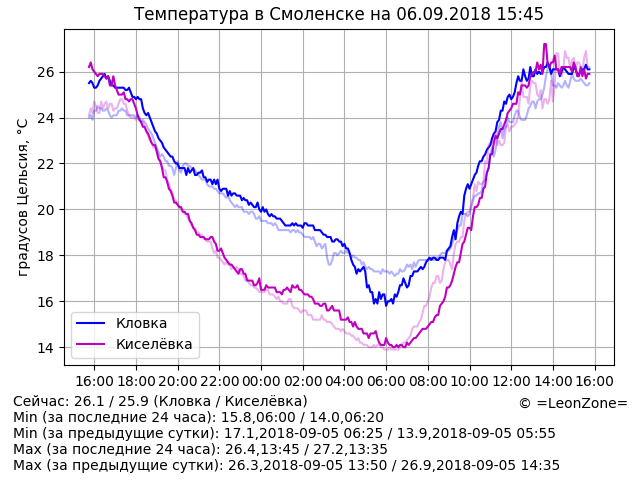 Температура в Смоленске на 06.09.2018 15:45
градусов Цельсия, °C
26
24
22
20
18
16
14
Кловка
Киселёвка
16:00 18:00 20:00 22:00 00:00 02:00 04:00 06:00 08:00 10:00 12:00 14:00 16:00
Сейчас: 26.1 / 25.9 (Кловка / Киселёвка)
© =LeonZone=
Min (за последние 24 часа): 15.8,06:00 / 14.0,06:20
Min (за предыдущие сутки): 17.1,2018-09-05 06:25 / 13.9,2018-09-05 05:55
Max (за последние 24 часа): 26.4,13:45 / 27.2,13:35
Max (за предыдущие сутки): 26.3,2018-09-05 13:50 / 26.9,2018-09-05 14:35